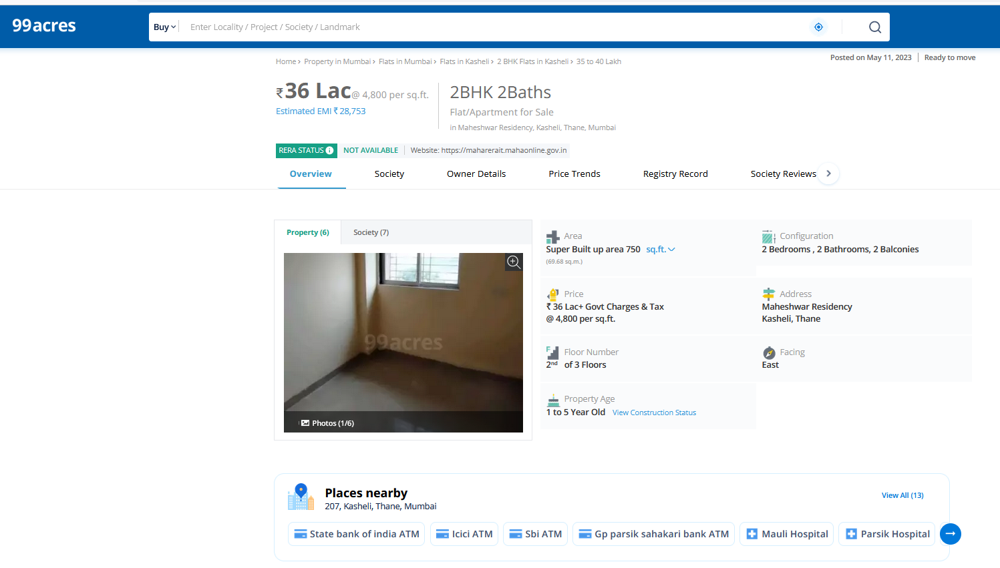 99acres
Buy
Enter Locality / Project / Society / Landmark
Home › Property in Mumbai › Flats in Mumbai › Flats in Kasheli › 2 BHK Flats in Kasheli › 35 to 40 Lakh
Posted on May 11, 2023 | Ready to move
₹36 Lac@ 4,800 per sq.ft.
Estimated EMI ₹ 28,753
2BHK 2Baths
Flat/Apartment for Sale
in Maheshwar Residency, Kasheli, Thane, Mumbai
RERA STATUS NOT AVAILABLE Website: https://maharerait.mahaonline.gov.in
Overview Society Owner Details Price Trends Registry Record Society Reviews
Property (6) Society (7)
99acres
Photos (1/6)
Area
Super Built up area 750 sq.ft.
(69.68 sq.m.)
Configuration
2 Bedrooms , 2 Bathrooms, 2 Balconies
Price
₹ 36 Lac+ Govt Charges & Tax
@ 4,800 per sq.ft.
Address
Maheshwar Residency
Kasheli, Thane
Floor Number
2nd of 3 Floors
Facing
East
Property Age
1 to 5 Year Old View Construction Status
Places nearby
207, Kasheli, Thane, Mumbai
View All (13)
State bank of india ATM Icici ATM Sbi ATM Gp parsik sahakari bank ATM Mauli Hospital Parsik Hospital